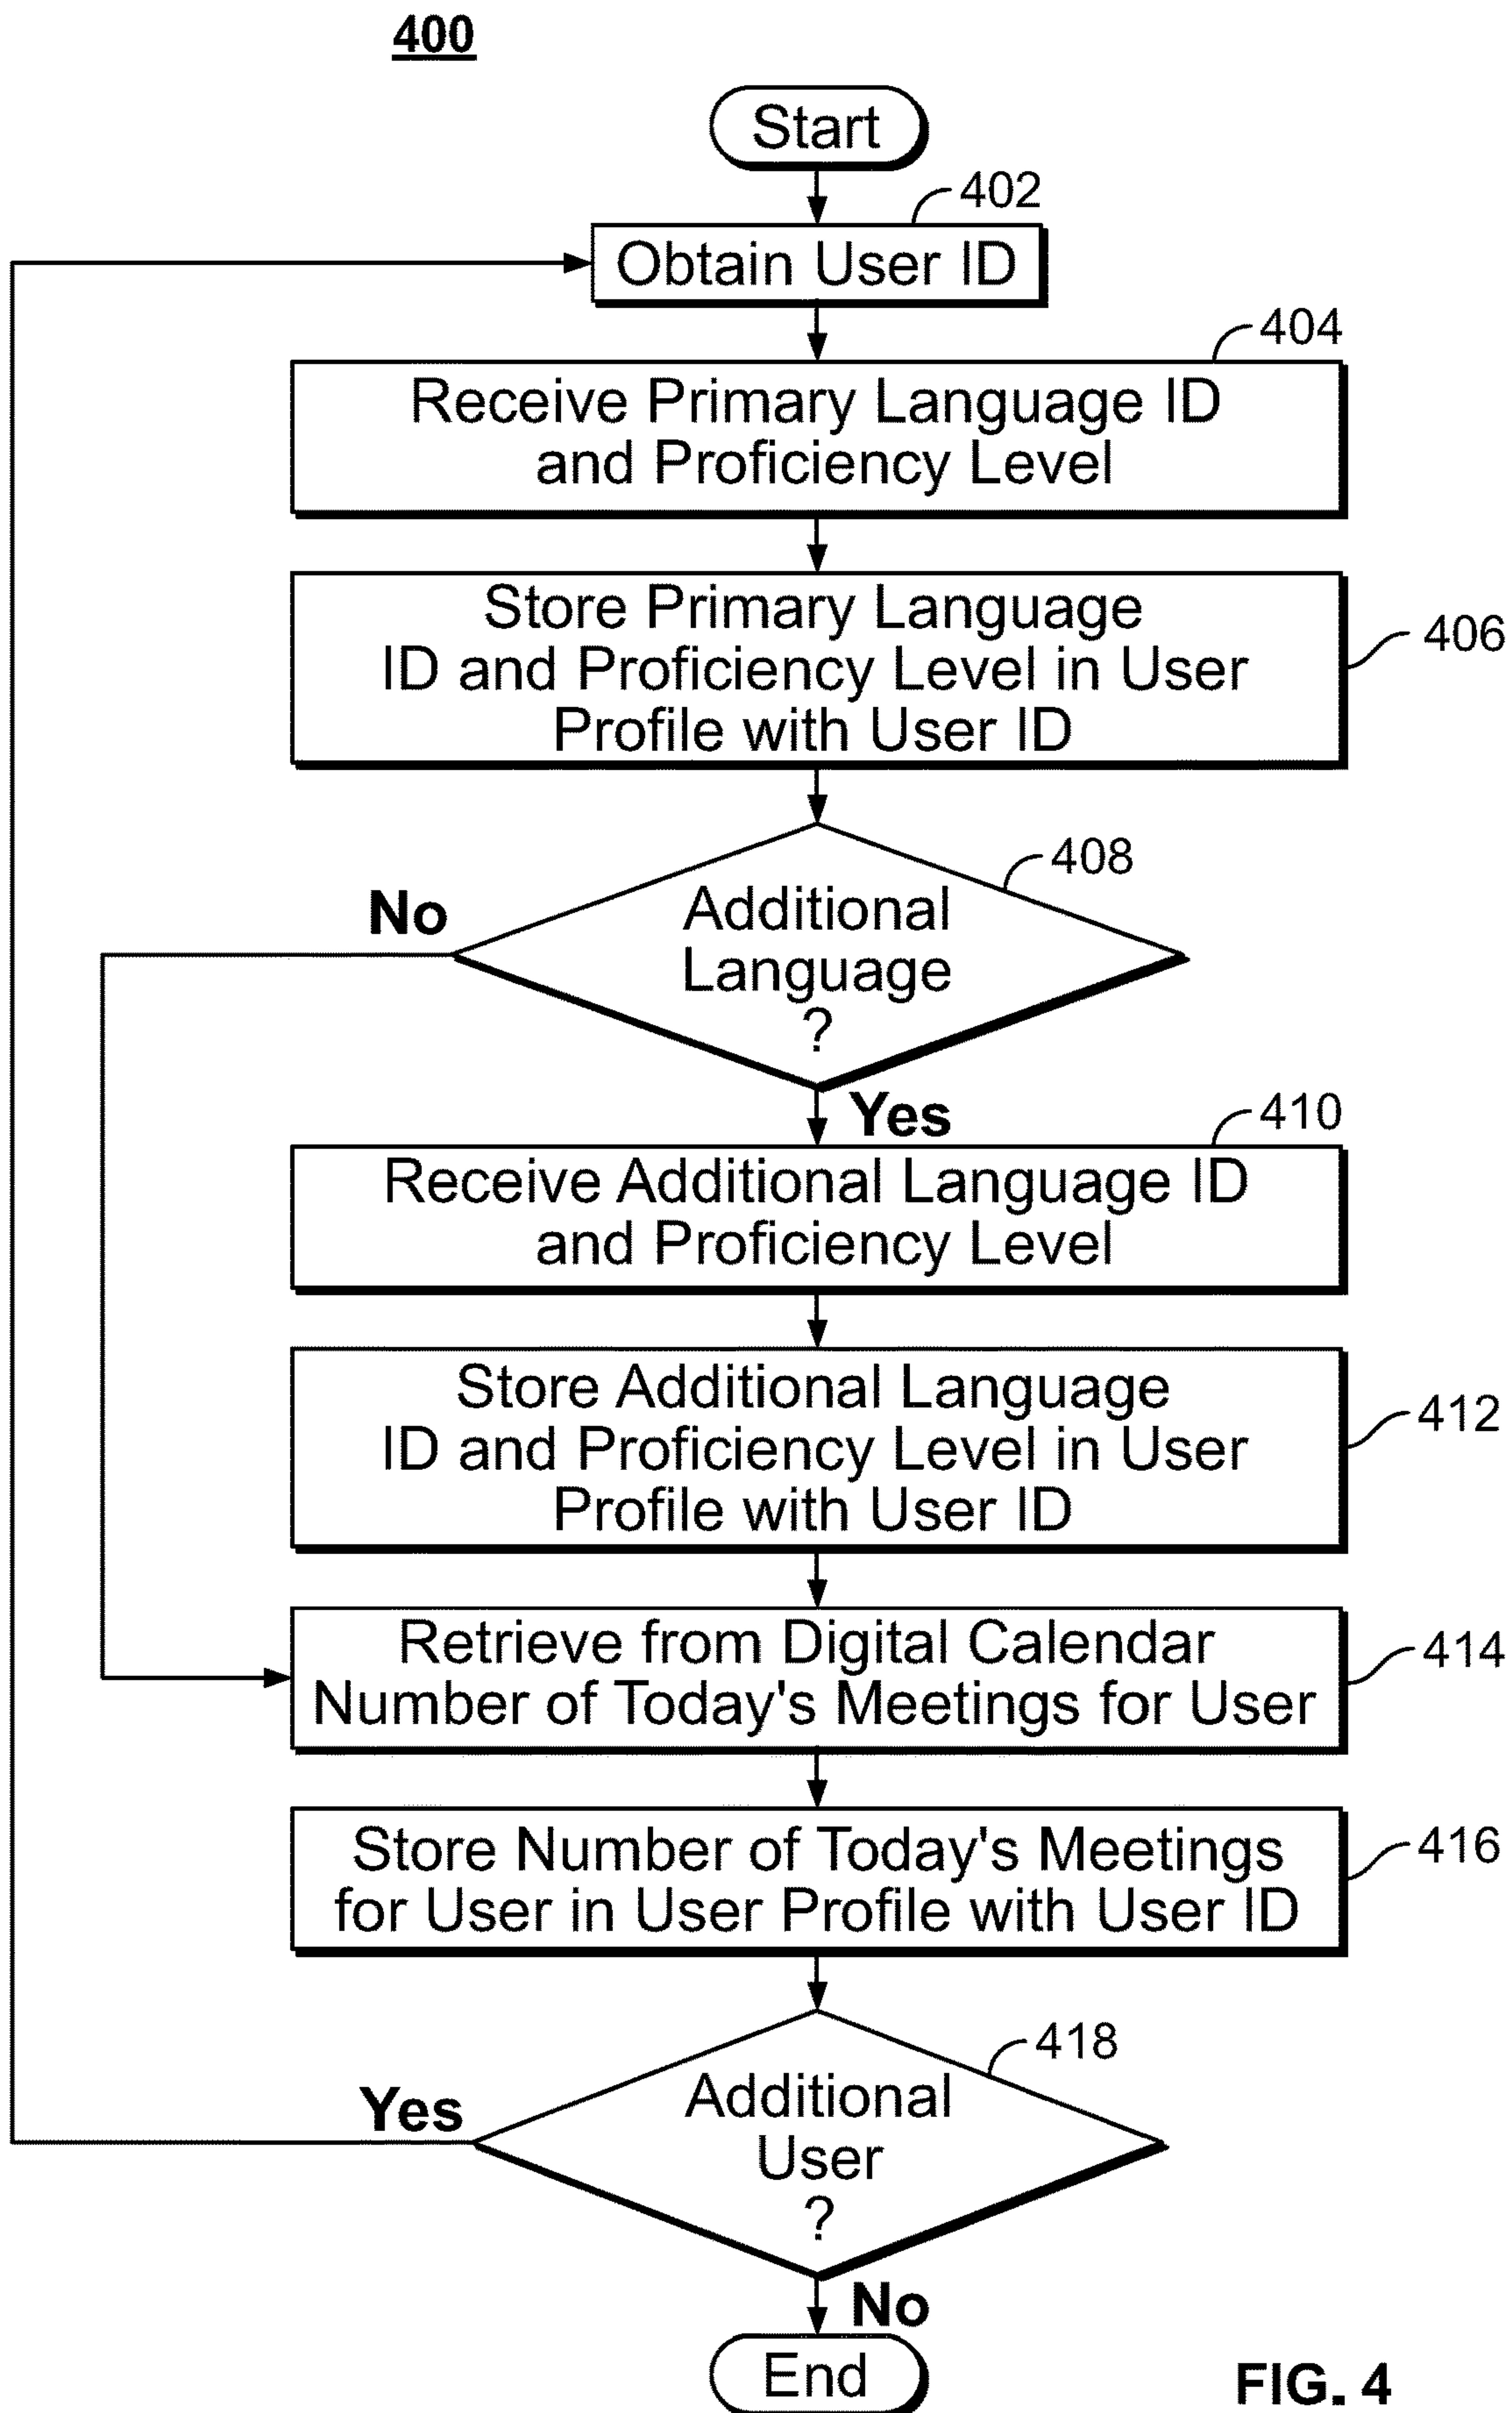 400
Start
402
Obtain User ID
404
Receive Primary Language ID
and Proficiency Level
Store Primary Language
ID and Proficiency Level in User
Profile with User ID
406
408
No
Additional
Language
?
Yes
410
Receive Additional Language ID
and Proficiency Level
Store Additional Language
ID and Proficiency Level in User
Profile with User ID
412
Retrieve from Digital Calendar
Number of Today's Meetings for User
414
Store Number of Today's Meetings
for User in User Profile with User ID
416
418
Yes
Additional
User
?
No
End
FIG. 4